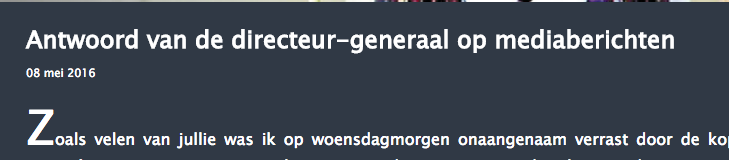 Antwoord van de directeur-generaal op mediaberichten
08 mei 2016
Zoals velen van jullie was ik op woensdagmorgen onaangenaam verrast door de